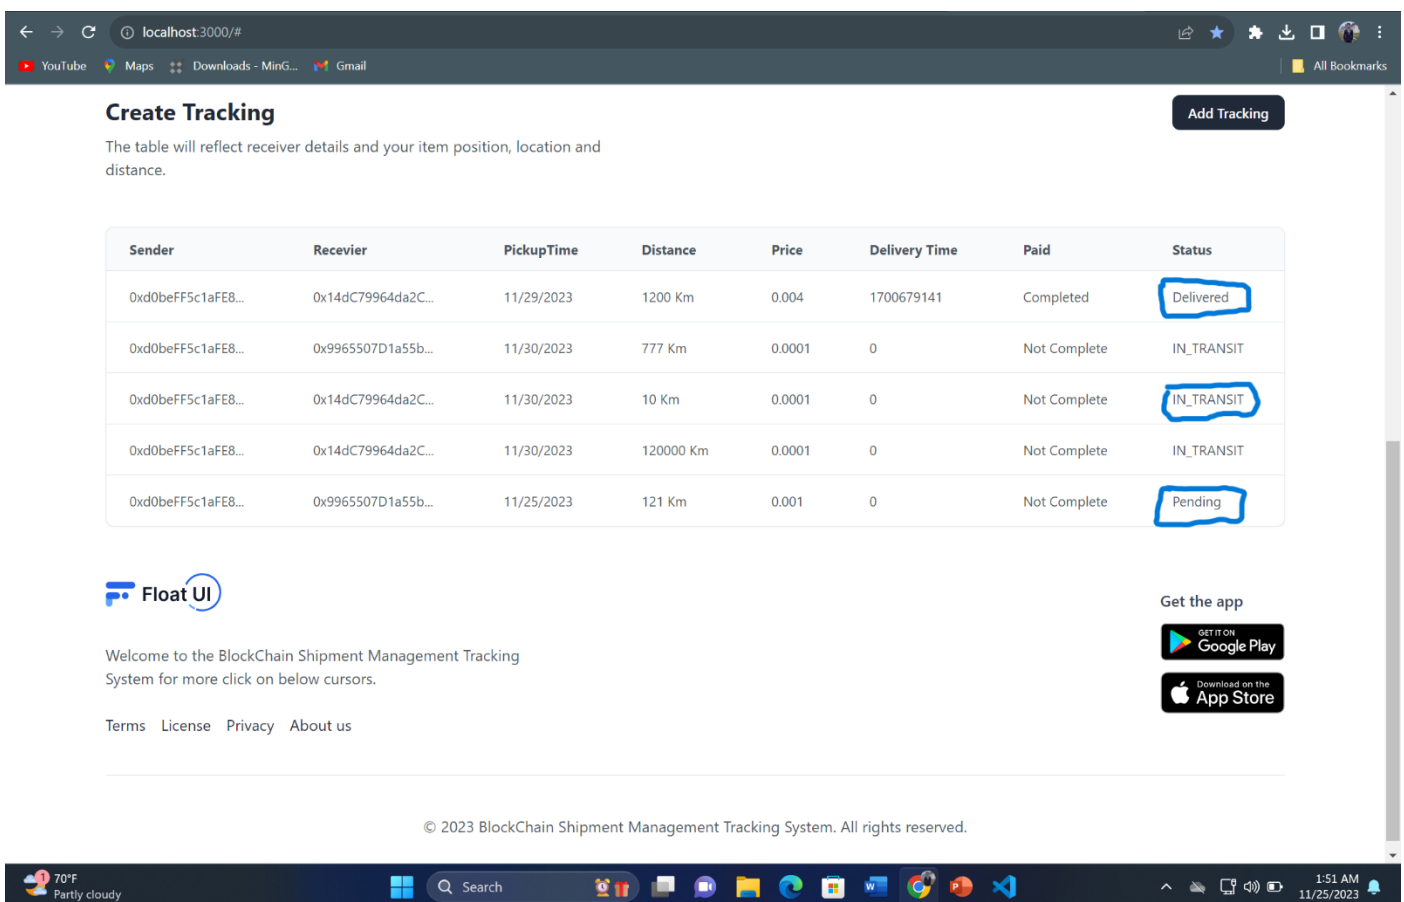 localhost:3000/#
YouTube Maps Downloads - MinG... Gmail All Bookmarks
Create Tracking Add Tracking
The table will reflect receiver details and your item position, location and
distance.
Sender Recevier PickupTime Distance Price Delivery Time Paid Status
0xd0beFF5c1aFE8... 0x14dC79964da2C... 11/29/2023 1200 Km 0.004 1700679141 Completed Delivered
0xd0beFF5c1aFE8... 0x9965507D1a55b... 11/30/2023 777 Km 0.0001 0 Not Complete IN_TRANSIT
0xd0beFF5c1aFE8... 0x14dC79964da2C... 11/30/2023 10 Km 0.0001 0 Not Complete IN_TRANSIT
0xd0beFF5c1aFE8... 0x14dC79964da2C... 11/30/2023 120000 Km 0.0001 0 Not Complete IN_TRANSIT
0xd0beFF5c1aFE8... 0x9965507D1a55b... 11/25/2023 121 Km 0.001 0 Not Complete Pending
Float UI
Get the app
GET IT ON
Google Play
Welcome to the BlockChain Shipment Management Tracking
System for more click on below cursors.
Download on the
App Store
Terms License Privacy About us
© 2023 BlockChain Shipment Management Tracking System. All rights reserved.
1
70°F
Partly cloudy
Search
1:51 AM
11/25/2023